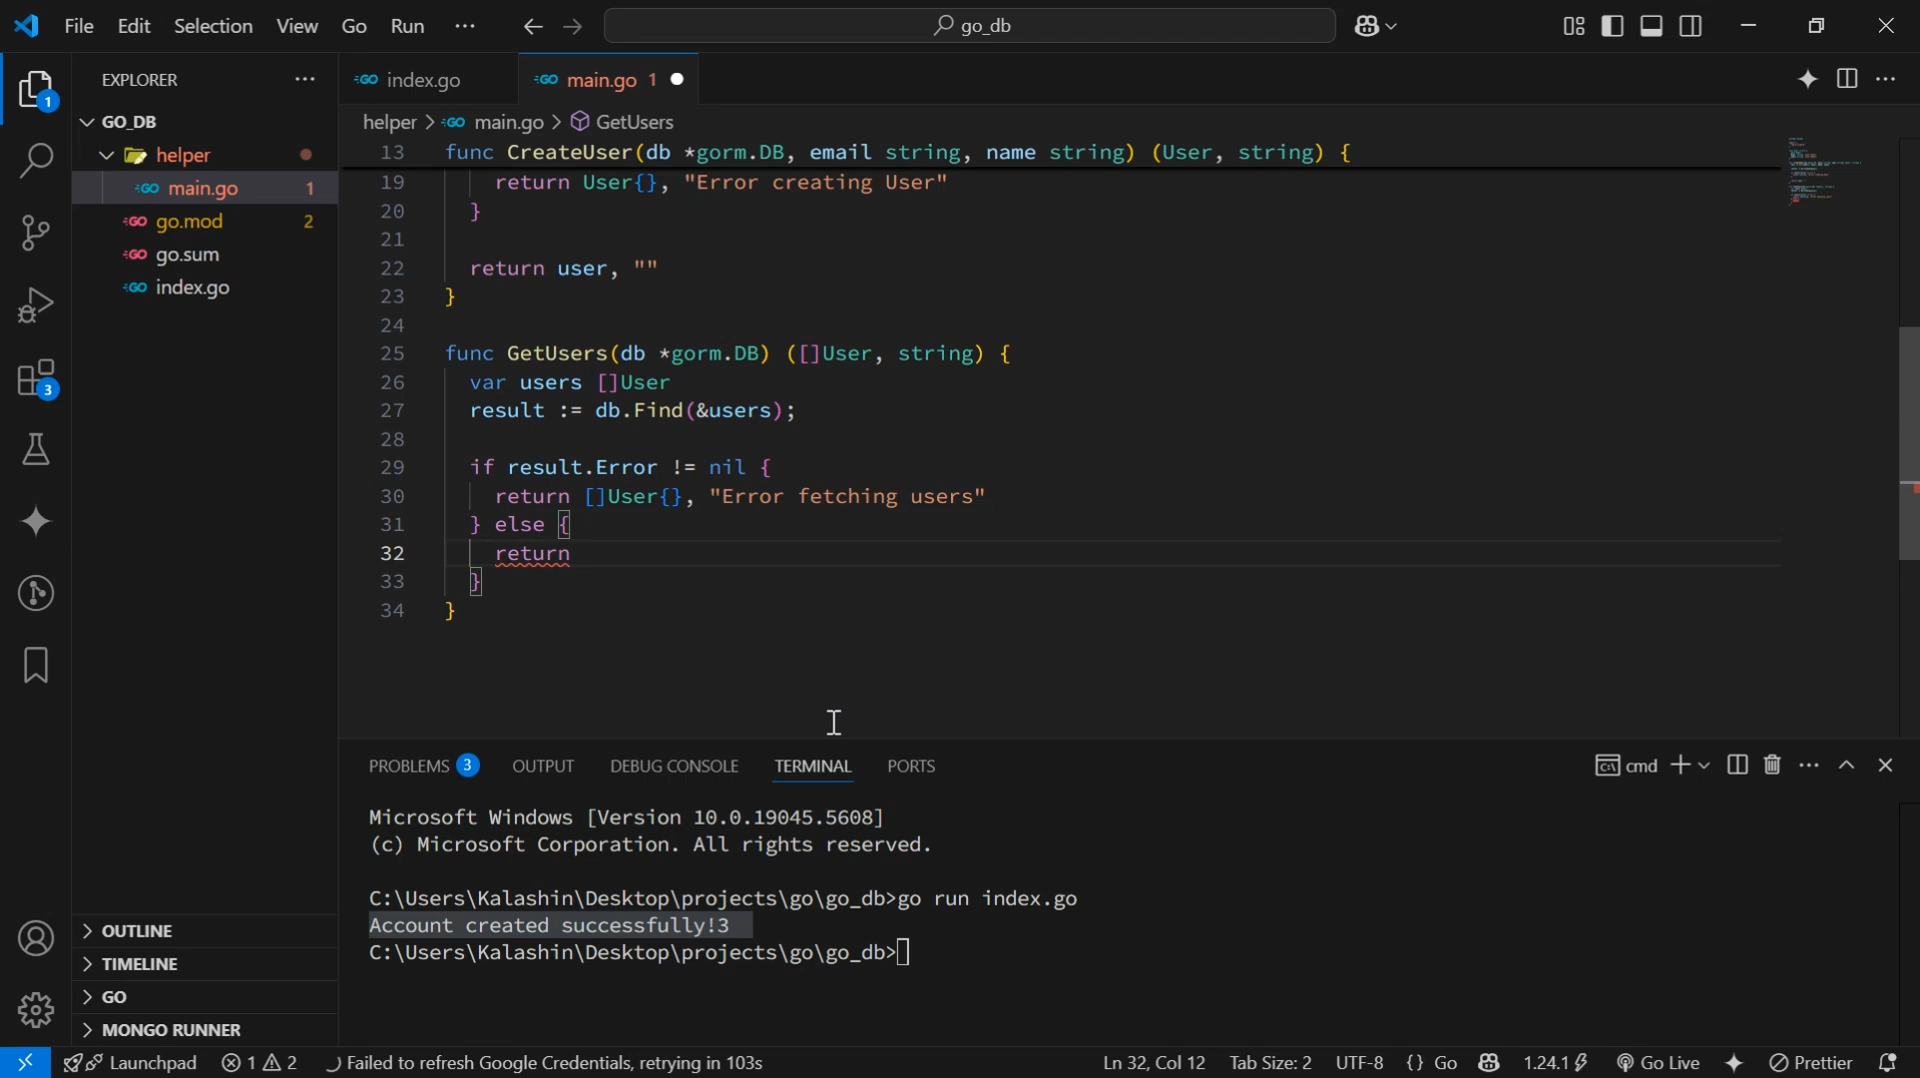 File Edit Selection View Go Run ··· go_db
EXPLORER ···
GO_DB
helper
main.go 1
go.mod 2
go.sum
index.go
OUTLINE
TIMELINE
GO
MONGO RUNNER
1
3
index.go
main.go 1
helper > main.go > GetUsers
13 func CreateUser(db *gorm.DB, email string, name string) (User, string) {
19 return User{}, "Error creating User"
20 }
21
22 return user, ""
23 }
24
25 func GetUsers(db *gorm.DB) ([]User, string) {
26 var users []User
27 result := db.Find(&users);
28
29 if result.Error != nil {
30 return []User{}, "Error fetching users"
31 } else {
32 return
33 }
34 }
PROBLEMS 3 OUTPUT DEBUG CONSOLE TERMINAL PORTS
cmd
Microsoft Windows [Version 10.0.19045.5608]
(c) Microsoft Corporation. All rights reserved.
C:\Users\Kalashin\Desktop\projects\go\go_db>go run index.go
Account created successfully!3
C:\Users\Kalashin\Desktop\projects\go\go_db>
Launchpad 1 2 Failed to refresh Google Credentials, retrying in 103s Ln 32, Col 12 Tab Size: 2 UTF-8 {} Go 1.24.1 Go Live Prettier